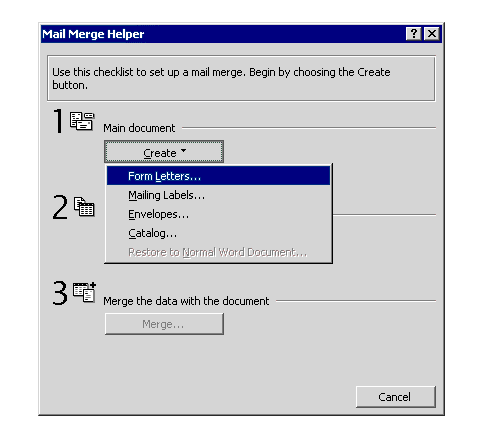 Mail Merge Helper
Use this checklist to set up a mail merge. Begin by choosing the Create
button.
1
Main document
Create
Form Letters...
Mailing Labels...
2
Envelopes...
Catalog...
Restore to Normal Word Document...
3
Merge the data with the document
Merge...
Cancel